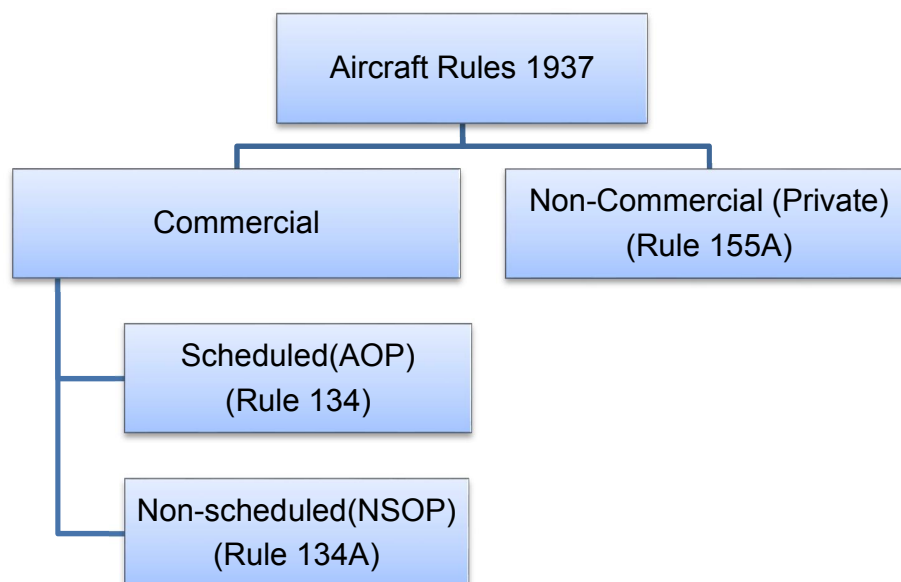 Aircraft Rules 1937
Commercial
Non-Commercial (Private)
(Rule 155A)
Scheduled(AOP)
(Rule 134)
Non-scheduled(NSOP)
(Rule 134A)